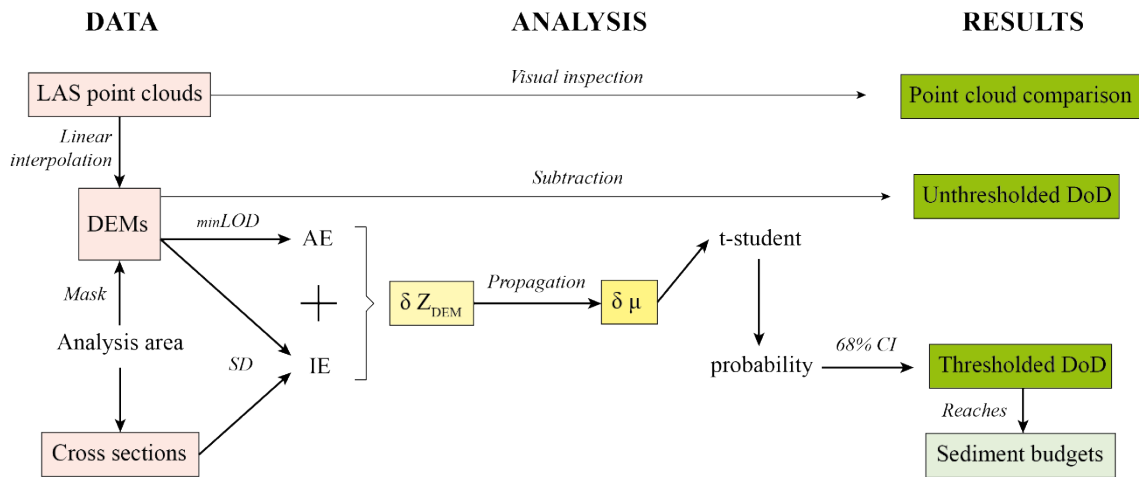 DATA
ANALYSIS
RESULTS
LAS point clouds
Visual inspection
Point cloud comparison
Linear
interpolation
Subtraction
Unthresholded DoD
DEMs
minLOD
AE
t-student
Mask
+
δ Z_DEM
Propagation
δ μ
Analysis area
SD
IE
probability
68% CI
Thresholded DoD
Reaches
Cross sections
Sediment budgets